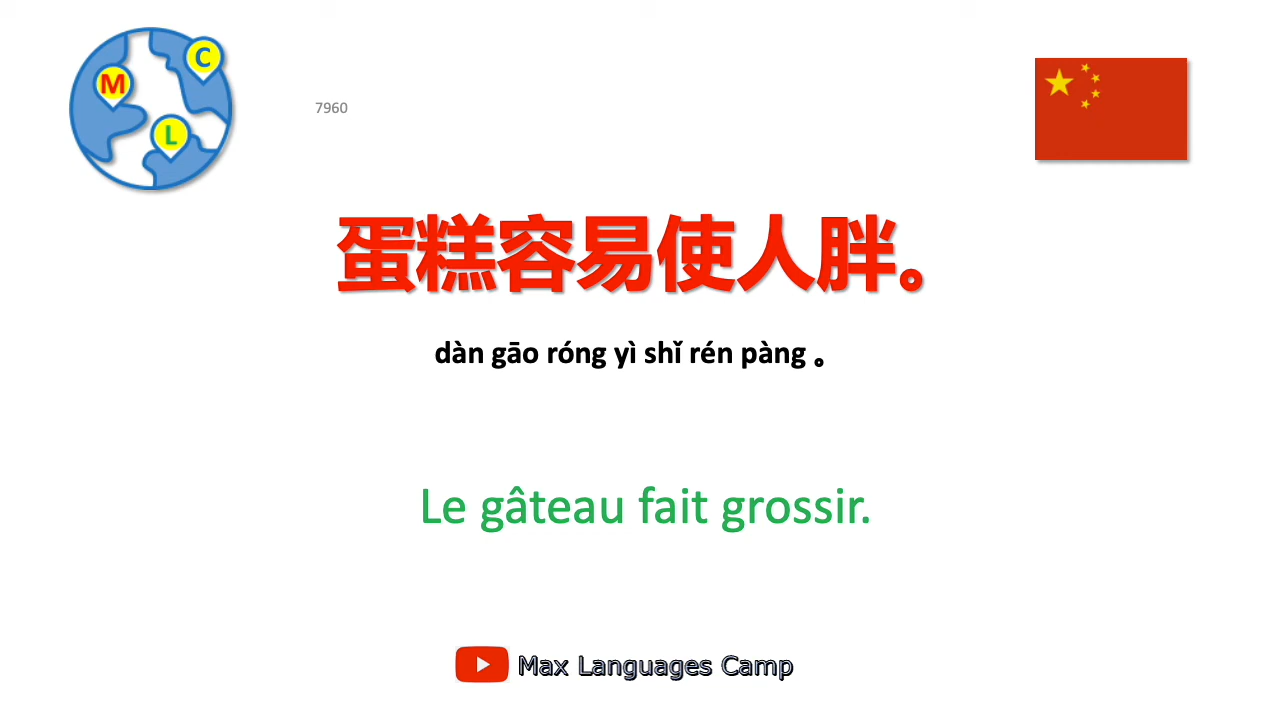 M
C
L
7960
蛋糕容易使人胖。
dàn gāo róng yì shǐ rén pàng 。
Le gâteau fait grossir.
Max Languages Camp